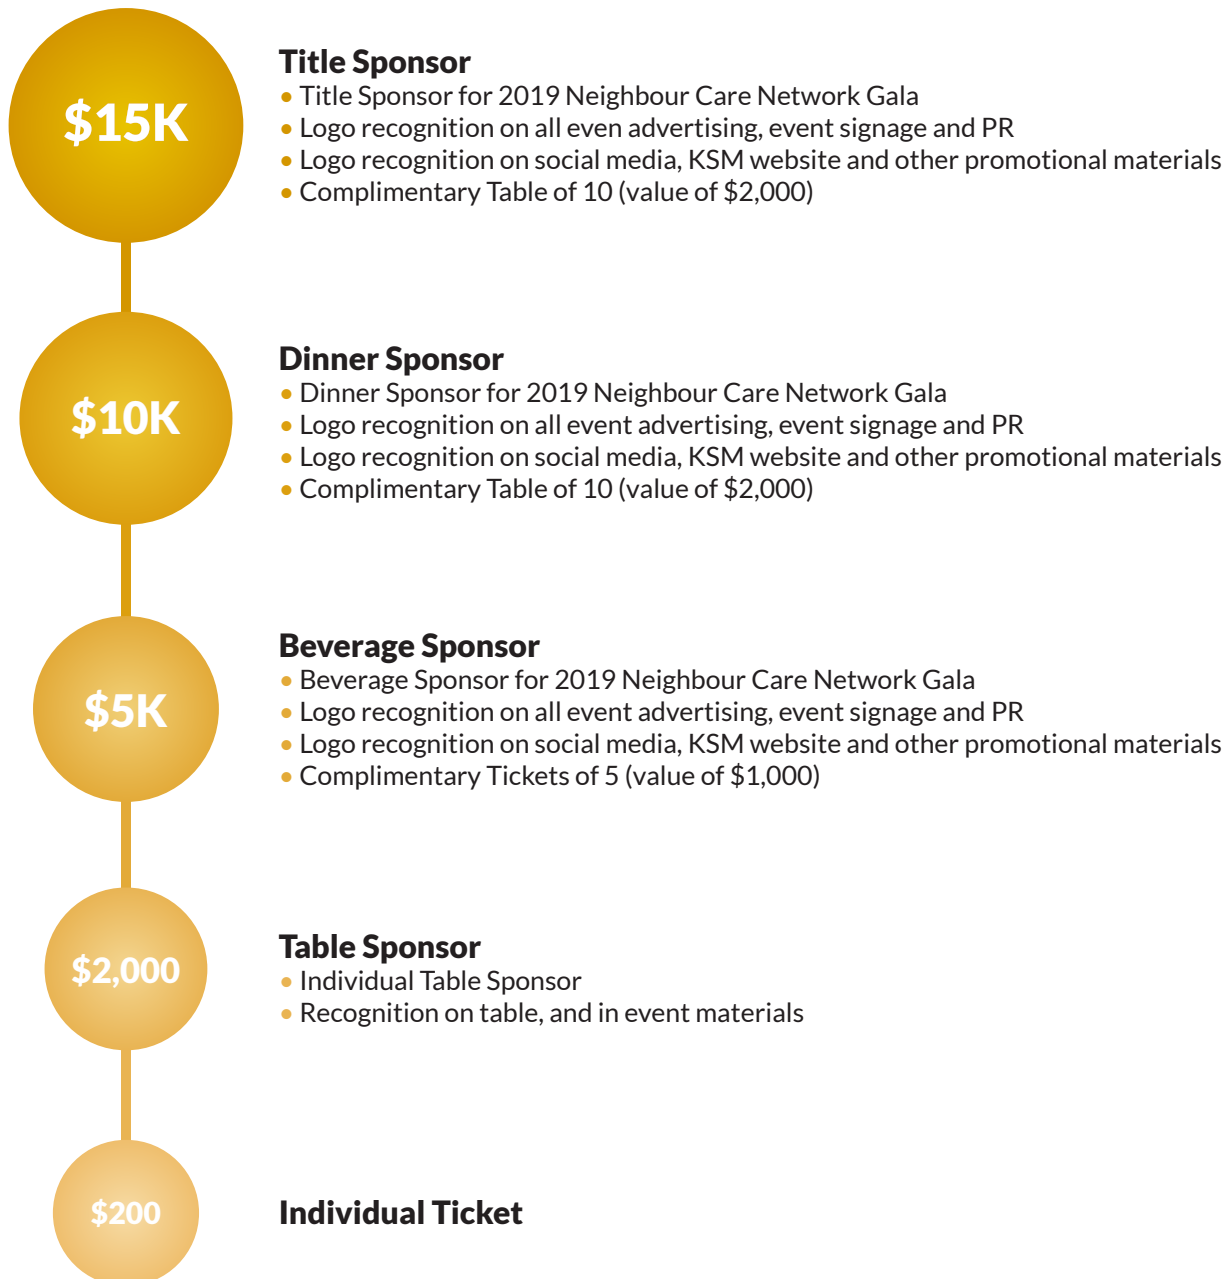 $15K
Title Sponsor
• Title Sponsor for 2019 Neighbour Care Network Gala
• Logo recognition on all even advertising, event signage and PR
• Logo recognition on social media, KSM website and other promotional materials
• Complimentary Table of 10 (value of $2,000)
$10K
Dinner Sponsor
• Dinner Sponsor for 2019 Neighbour Care Network Gala
• Logo recognition on all event advertising, event signage and PR
• Logo recognition on social media, KSM website and other promotional materials
• Complimentary Table of 10 (value of $2,000)
$5K
Beverage Sponsor
• Beverage Sponsor for 2019 Neighbour Care Network Gala
• Logo recognition on all event advertising, event signage and PR
• Logo recognition on social media, KSM website and other promotional materials
• Complimentary Tickets of 5 (value of $1,000)
$2,000
Table Sponsor
• Individual Table Sponsor
• Recognition on table, and in event materials
$200
Individual Ticket